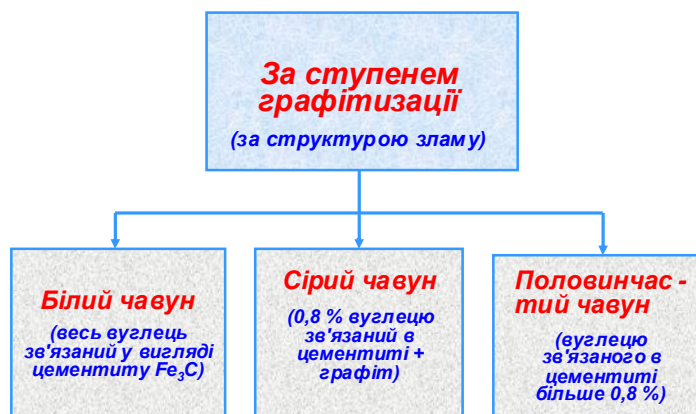 За ступенем
графітизації
(за структурою зламу)
Білий чавун
(весь вуглець
зв'язаний у вигляді
цементиту Fe₃C)
Сірий чавун
(0,8 % вуглецю
зв'язаний в
цементиті +
графіт)
Половинчас -
тий чавун
(вуглецю
зв'язаного в
цементиті
більше 0,8 %)